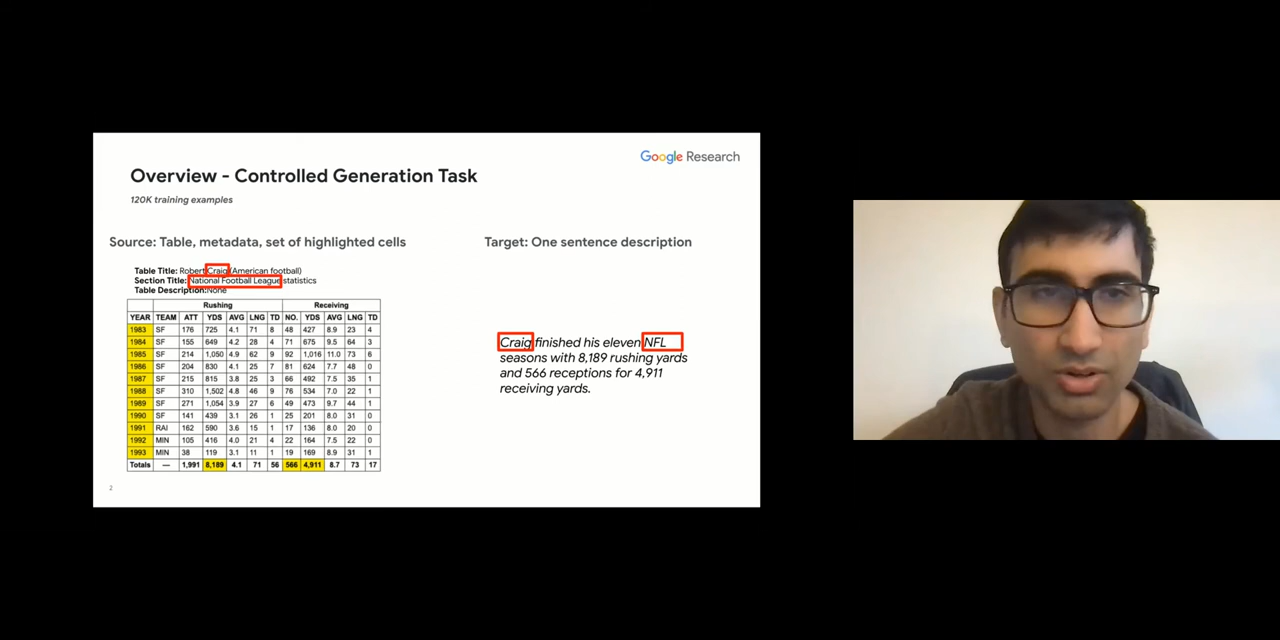 Google Research
Overview - Controlled Generation Task
120K training examples
Source: Table, metadata, set of highlighted cells
Target: One sentence description
Table Title: Robert Craig (American football)
Section Title: National Football League statistics
Table Description:None
Rushing Receiving
YEAR TEAM ATT YDS AVG LNG TD NO. YDS AVG LNG TD
1983 SF 176 725 4.1 71 8 48 427 8.9 23 4
1984 SF 155 649 4.2 28 4 71 675 9.5 64 3
1985 SF 214 1,050 4.9 62 9 92 1,016 11.0 73 6
1986 SF 204 830 4.1 25 7 81 624 7.7 48 0
1987 SF 215 815 3.8 25 3 66 492 7.5 35 1
1988 SF 310 1,502 4.8 46 9 76 534 7.0 22 1
1989 SF 271 1,054 3.9 27 6 49 473 9.7 44 1
1990 SF 141 439 3.1 26 1 25 201 8.0 31 0
1991 RAI 162 590 3.6 15 1 17 136 8.0 20 0
1992 MIN 105 416 4.0 21 4 22 164 7.5 22 0
1993 MIN 38 119 3.1 11 1 19 169 8.9 31 1
Totals — 1,991 8,189 4.1 71 56 566 4,911 8.7 73 17
Craig finished his eleven NFL
seasons with 8,189 rushing yards
and 566 receptions for 4,911
receiving yards.
2